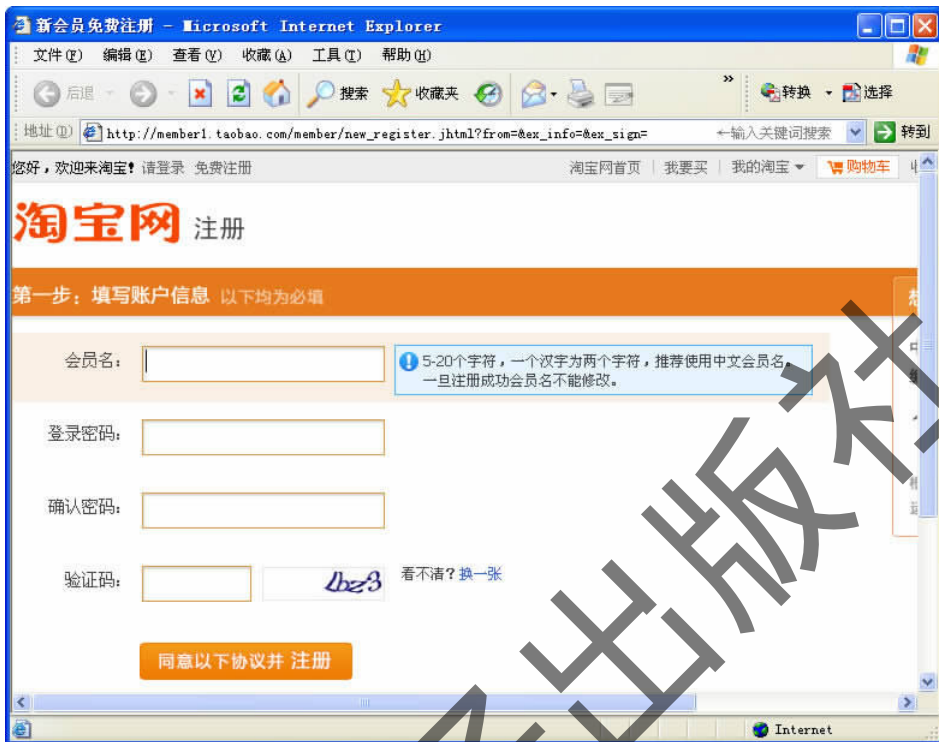 新会员免费注册 - Microsoft Internet Explorer
文件(F) 编辑(E) 查看(V) 收藏(A) 工具(T) 帮助(H)
后退 搜索 收藏夹 » 转换 选择
地址(D) http://member1.taobao.com/member/new_register.jhtml?from=&ex_info=&ex_sign= ←输入关键词搜索 转到
您好，欢迎来淘宝！请登录 免费注册 淘宝网首页 | 我要买 | 我的淘宝 购物车
淘宝网 注册
第一步：填写账户信息 以下均为必填
会员名： 5-20个字符，一个汉字为两个字符，推荐使用中文会员名。
一旦注册成功会员名不能修改。
登录密码：
确认密码：
验证码： lbz3 看不清？换一张
同意以下协议并 注册
Internet
出版社